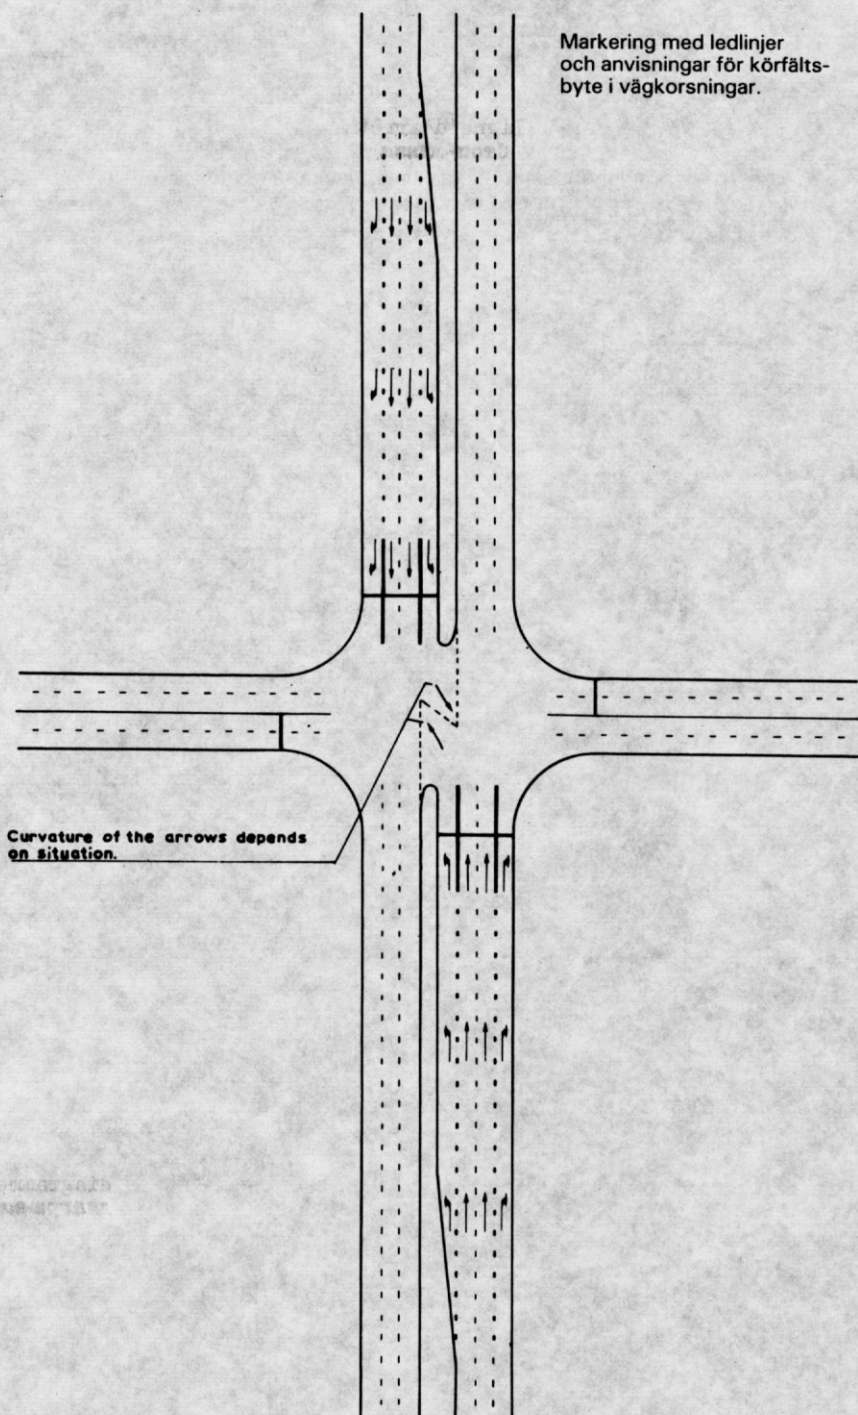 Markering med ledlinjer
och anvisningar för körfälts-
byte i vägkorsningar.
Curvature of the arrows depends
on situation.